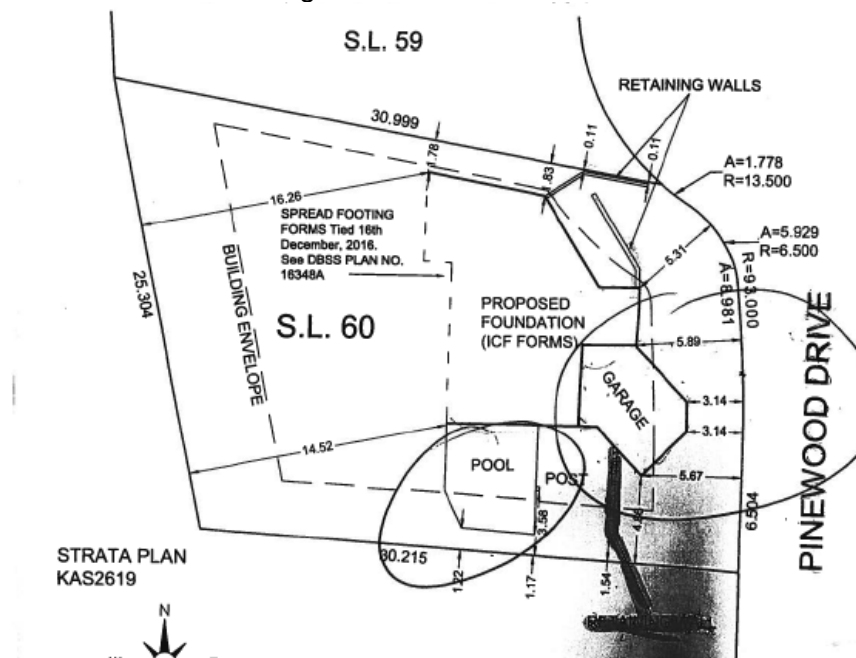 S.L. 59
RETAINING WALLS
30.999
1.78
.83
0.11
0.11
A=1.778
R=13.500
16.26
SPREAD FOOTING
FORMS Tied 16th
December, 2016.
See DBSS PLAN NO.
16348A
A=5.929
R=6.500
5.31
25.304
BUILDING ENVELOPE
S.L. 60
PROPOSED
FOUNDATION
(ICF FORMS)
R=93.000
A=8.981
5.89
GARAGE
PINEWOOD DRIVE
3.14
3.14
14.52
POOL
POST
5.67
3.58
6.504
STRATA PLAN
KAS2619
30.215
1.22
1.17
1.54
N